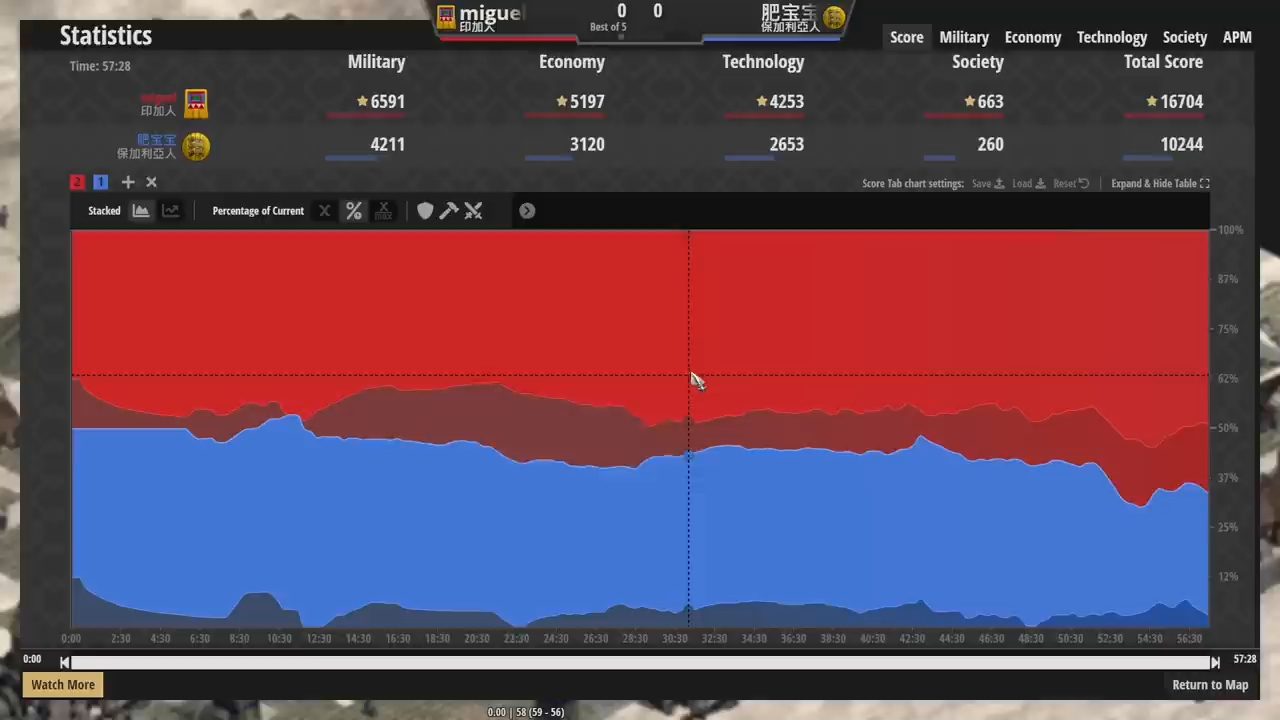 miguel
印加人
0 0
Best of 5
肥宝宝
保加利亞人
Statistics
Score Military Economy Technology Society APM
Time: 57:28
Military Economy Technology Society Total Score
miguel
印加人
6591 5197 4253 663 16704
肥宝宝
保加利亞人
4211 3120 2653 260 10244
2 1
Score Tab chart settings: Save Load Reset Expand & Hide Table
Stacked Percentage of Current X % X max
100%
87%
75%
62%
50%
37%
25%
12%
0:00 2:30 4:30 6:30 8:30 10:30 12:30 14:30 16:30 18:30 20:30 22:30 24:30 26:30 28:30 30:30 32:30 34:30 36:30 38:30 40:30 42:30 44:30 46:30 48:30 50:30 52:30 54:30 56:30
0:00 57:28
Watch More Return to Map
0.00 | 58 (59 - 56)